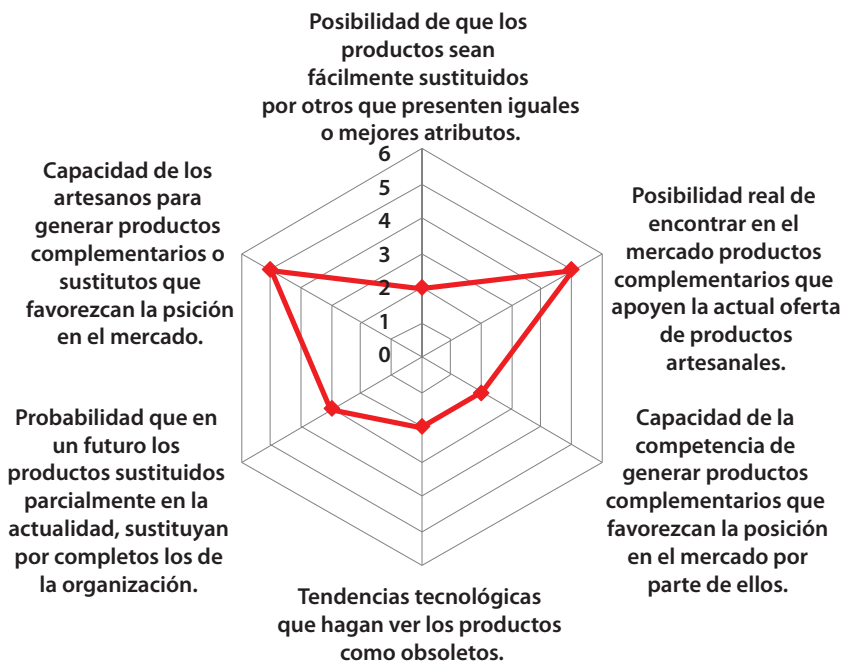 Posibilidad de que los
productos sean
fácilmente sustituidos
por otros que presenten iguales
o mejores atributos.
6
5
4
3
2
1
0
Posibilidad real de
encontrar en el
mercado productos
complementarios que
apoyen la actual oferta
de productos
artesanales.
Capacidad de la
competencia de
generar productos
complementarios que
favorezcan la posición
en el mercado por
parte de ellos.
Tendencias tecnológicas
que hagan ver los productos
como obsoletos.
Probabilidad que en
un futuro los
productos sustituidos
parcialmente en la
actualidad, sustituyan
por completos los de
la organización.
Capacidad de los
artesanos para
generar productos
complementarios o
sustitutos que
favorezcan la psición
en el mercado.